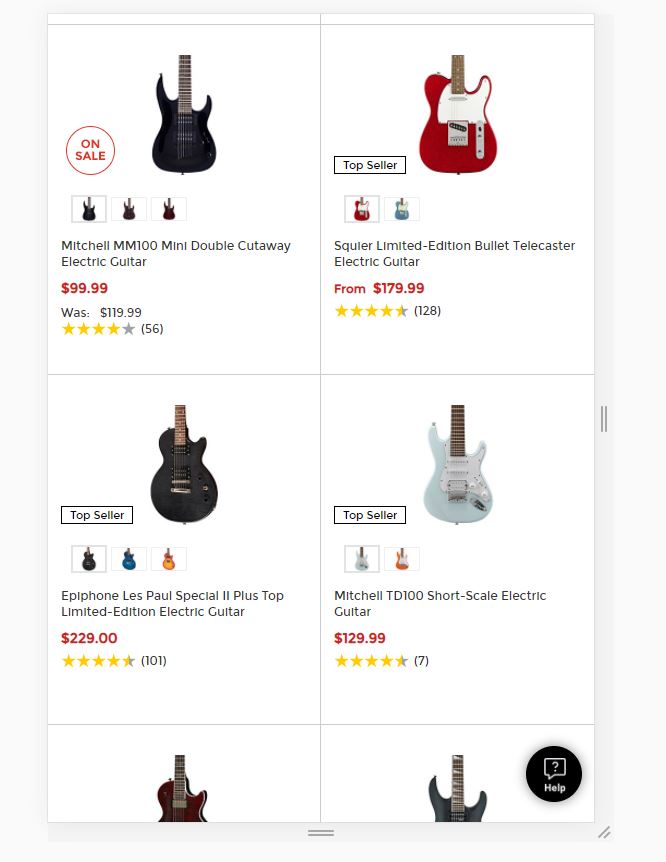 ON
SALE
Mitchell MM100 Mini Double Cutaway
Electric Guitar
$99.99
Was: $119.99
(56)
Top Seller
Squier Limited-Edition Bullet Telecaster
Electric Guitar
From $179.99
(128)
Top Seller
Epiphone Les Paul Special II Plus Top
Limited-Edition Electric Guitar
$229.00
(101)
Top Seller
Mitchell TD100 Short-Scale Electric
Guitar
$129.99
(7)
?
Help